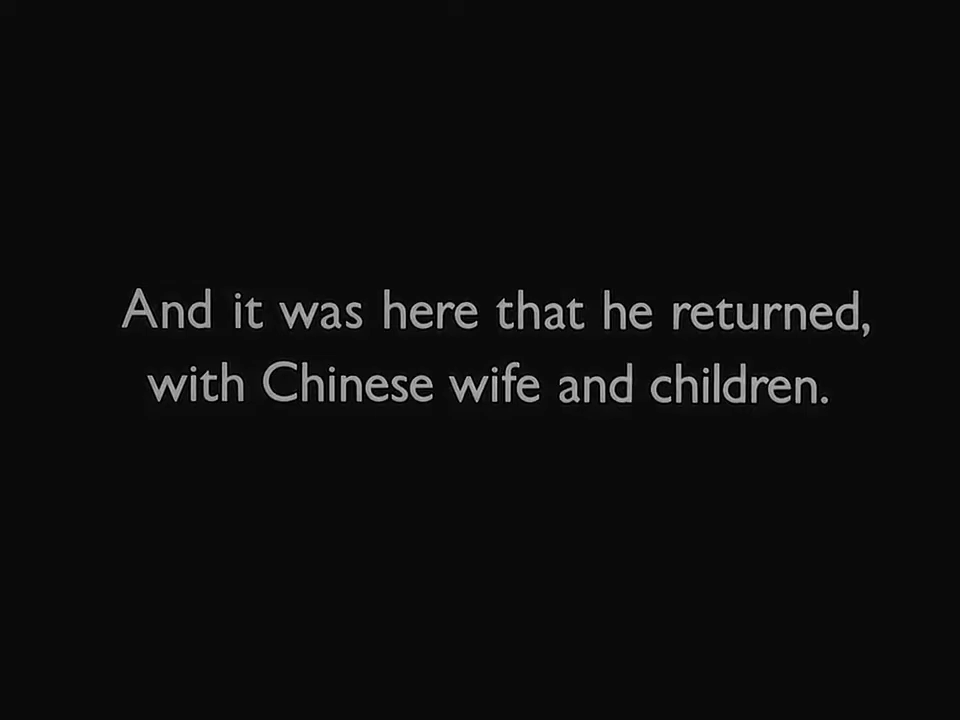 And it was here that he returned,
with Chinese wife and children.